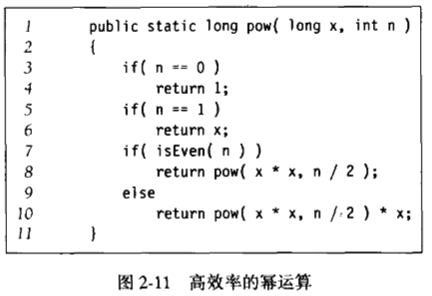 1 public static long pow( long x, int n )
2 {
3 if( n == 0 )
4 return 1;
5 if( n == 1 )
6 return x;
7 if( isEven( n ) )
8 return pow( x * x, n / 2 );
9 else
10 return pow( x * x, n / 2 ) * x;
11 }
图 2-11 高效率的幂运算